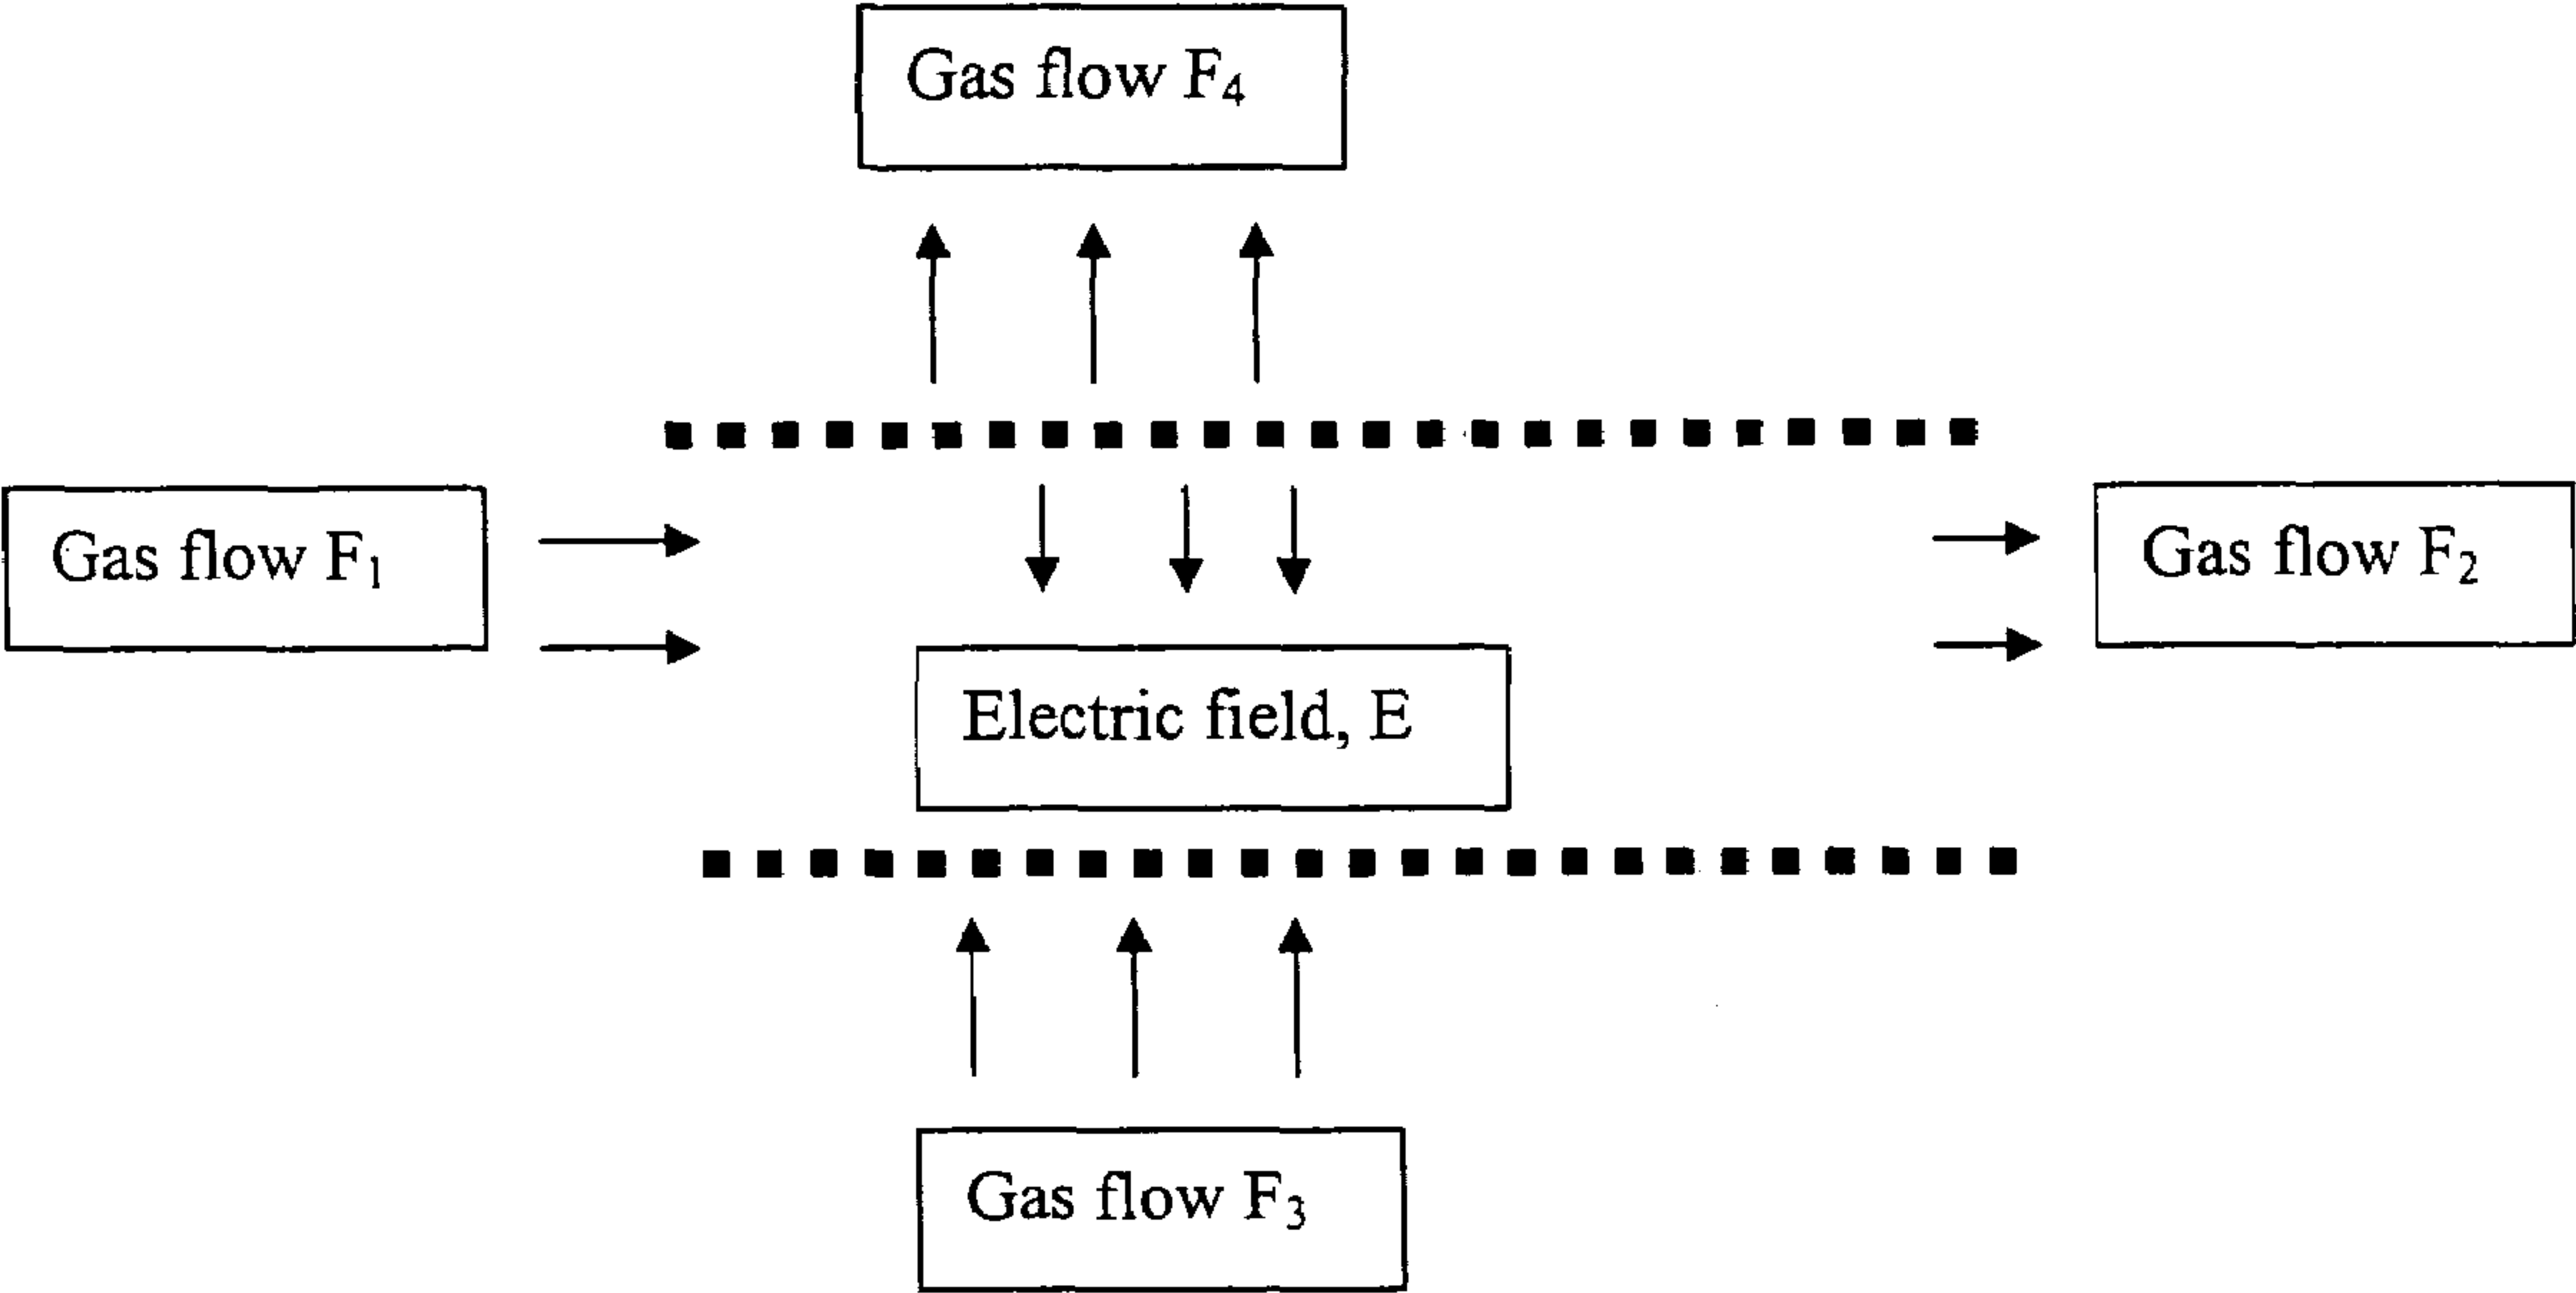 Gas flow F₄
Gas flow F₁
Gas flow F₂
Electric field, E
Gas flow F₃